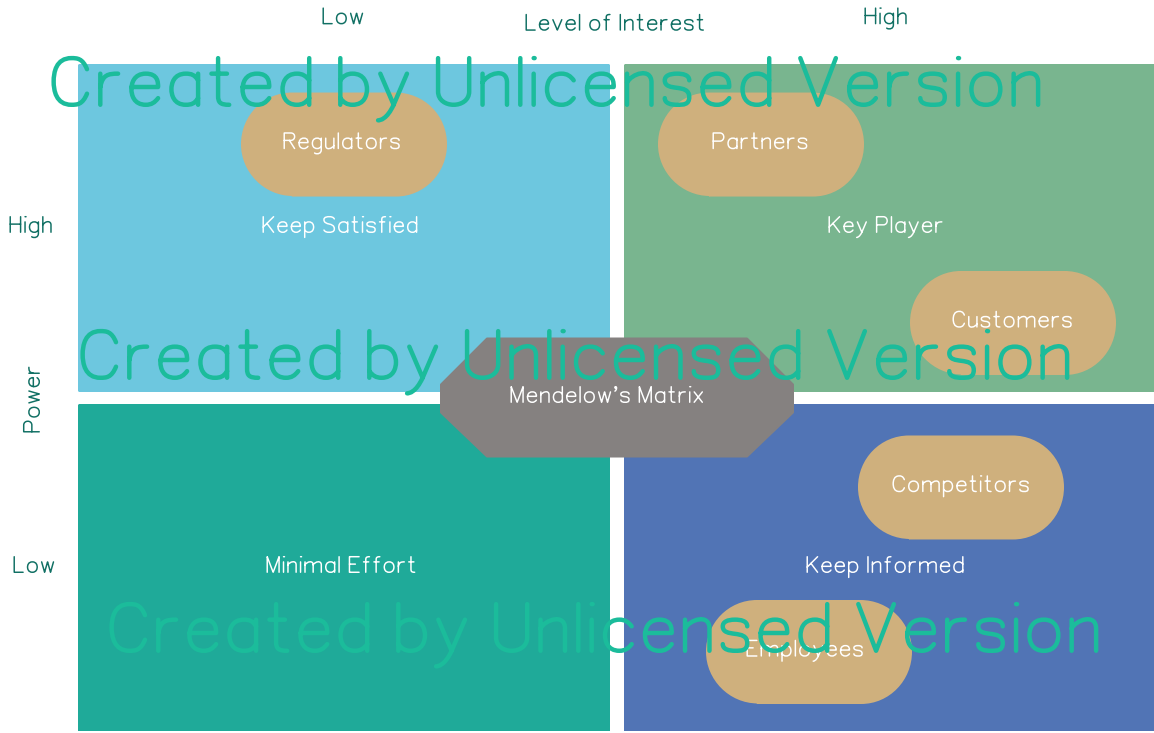 Low
Level of Interest
High
Created by Unlicensed Version
Regulators
Partners
High
Keep Satisfied
Key Player
Customers
Created by Unlicensed Version
Power
Mendelow's Matrix
Competitors
Low
Minimal Effort
Keep Informed
Created by Unlicensed Version
Employees